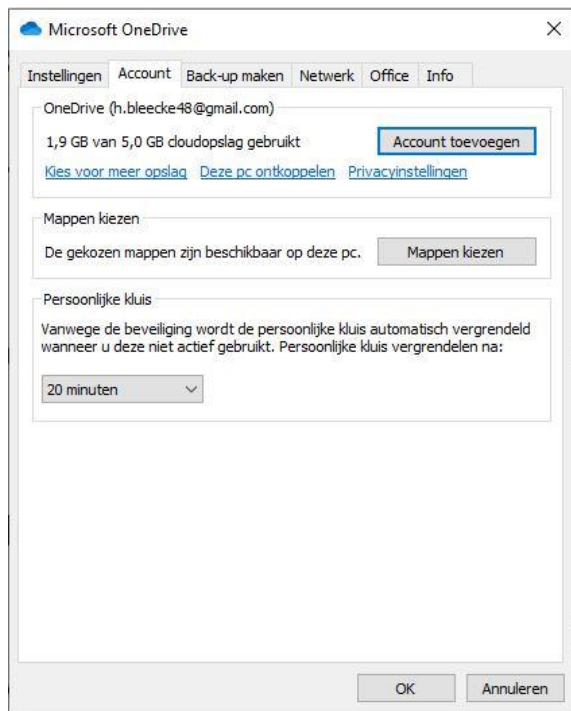 Microsoft OneDrive
Instellingen Account Back-up maken Netwerk Office Info
OneDrive (h.bleecke48@gmail.com)
1,9 GB van 5,0 GB cloudopslag gebruikt Account toevoegen
Kies voor meer opslag Deze pc ontkoppelen Privacyinstellingen
Mappen kiezen
De gekozen mappen zijn beschikbaar op deze pc. Mappen kiezen
Persoonlijke kluis
Vanwege de beveiliging wordt de persoonlijke kluis automatisch vergrendeld
wanneer u deze niet actief gebruikt. Persoonlijke kluis vergrendelen na:
20 minuten
OK Annuleren